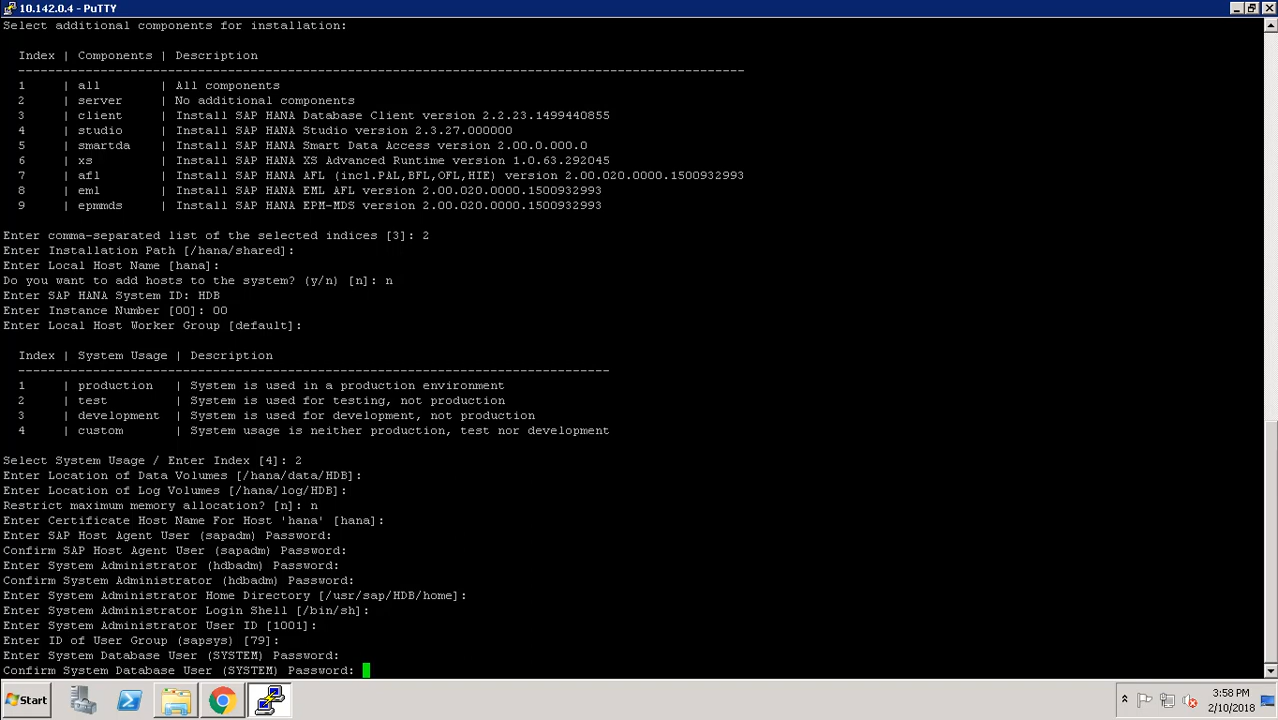 10.142.0.4 - PuTTY
Select additional components for installation:
Index | Components | Description
-----------------------------------------------------------------------------------------------
1 | all | All components
2 | server | No additional components
3 | client | Install SAP HANA Database Client version 2.2.23.1499440855
4 | studio | Install SAP HANA Studio version 2.3.27.000000
5 | smartda | Install SAP HANA Smart Data Access version 2.00.0.000.0
6 | xs | Install SAP HANA XS Advanced Runtime version 1.0.63.292045
7 | afl | Install SAP HANA AFL (incl.PAL,BFL,OFL,HIE) version 2.00.020.0000.1500932993
8 | eml | Install SAP HANA EML AFL version 2.00.020.0000.1500932993
9 | epmmds | Install SAP HANA EPM-MDS version 2.00.020.0000.1500932993
Enter comma-separated list of the selected indices [3]: 2
Enter Installation Path [/hana/shared]:
Enter Local Host Name [hana]:
Do you want to add hosts to the system? (y/n) [n]: n
Enter SAP HANA System ID: HDB
Enter Instance Number [00]: 00
Enter Local Host Worker Group [default]:
Index | System Usage | Description
-------------------------------------------------------------------------------
1 | production | System is used in a production environment
2 | test | System is used for testing, not production
3 | development | System is used for development, not production
4 | custom | System usage is neither production, test nor development
Select System Usage / Enter Index [4]: 2
Enter Location of Data Volumes [/hana/data/HDB]:
Enter Location of Log Volumes [/hana/log/HDB]:
Restrict maximum memory allocation? [n]: n
Enter Certificate Host Name For Host 'hana' [hana]:
Enter SAP Host Agent User (sapadm) Password:
Confirm SAP Host Agent User (sapadm) Password:
Enter System Administrator (hdbadm) Password:
Confirm System Administrator (hdbadm) Password:
Enter System Administrator Home Directory [/usr/sap/HDB/home]:
Enter System Administrator Login Shell [/bin/sh]:
Enter System Administrator User ID [1001]:
Enter ID of User Group (sapsys) [79]:
Enter System Database User (SYSTEM) Password:
Confirm System Database User (SYSTEM) Password:
Start
3:58 PM
2/10/2018